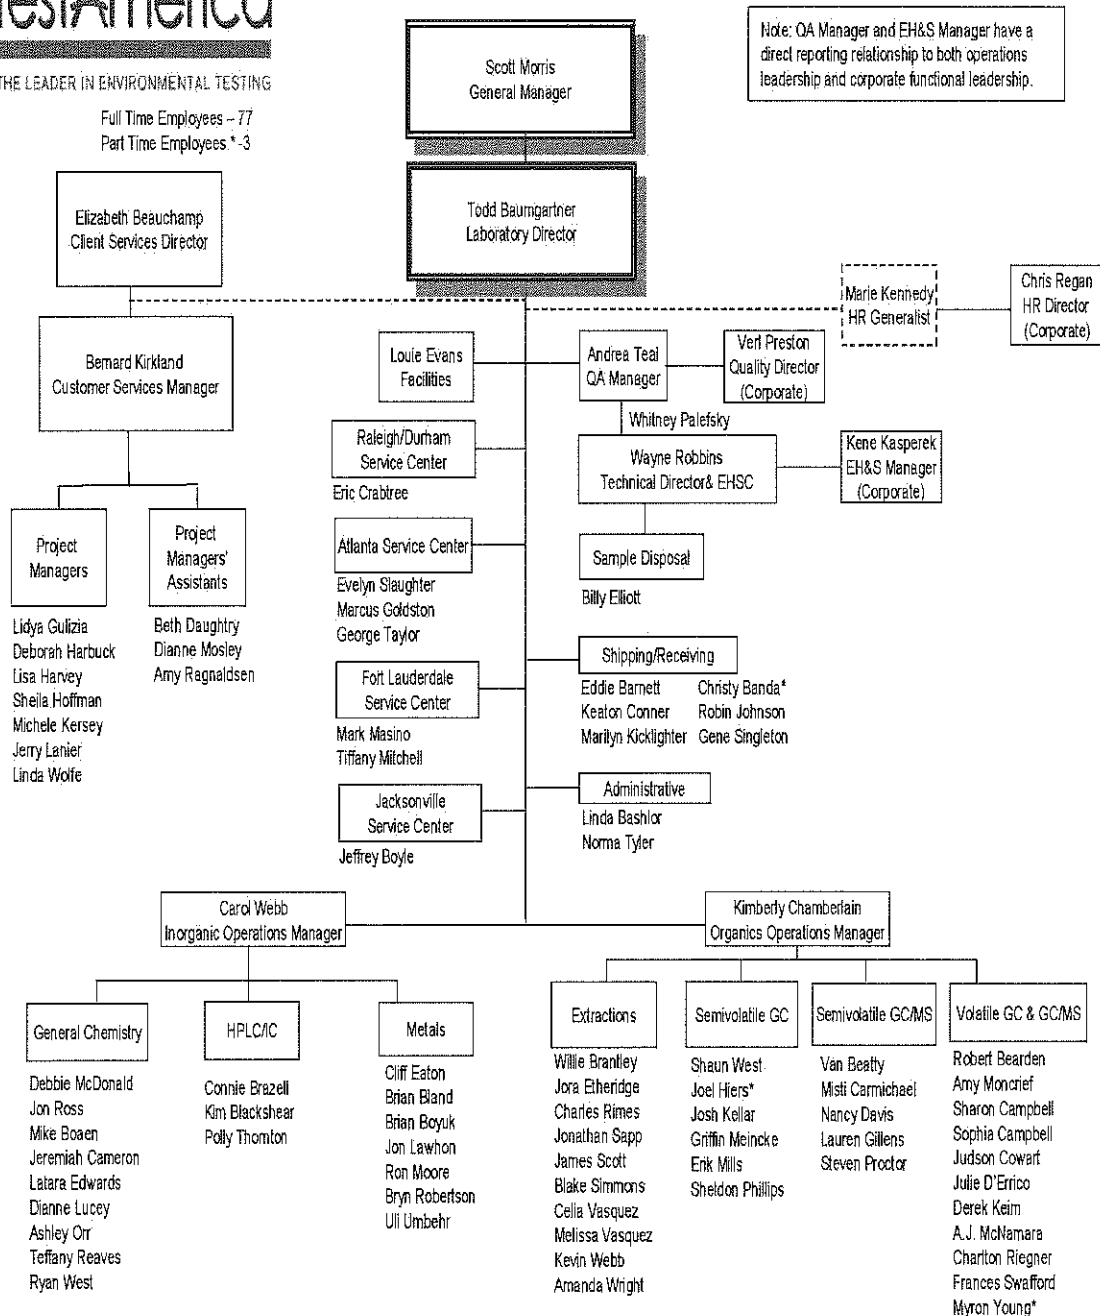 TestAmerica
THE LEADER IN ENVIRONMENTAL TESTING
Full Time Employees – 77
Part Time Employees * -3
Scott Morris
General Manager
Note: QA Manager and EH&S Manager have a
direct reporting relationship to both operations
leadership and corporate functional leadership.
Todd Baumgartner
Laboratory Director
Elizabeth Beauchamp
Client Services Director
Marie Kennedy
HR Generalist
Chris Regan
HR Director
(Corporate)
Bernard Kirkland
Customer Services Manager
Louie Evans
Facilities
Andrea Teal
QA Manager
Verl Preston
Quality Director
(Corporate)
Whitney Palefsky
Raleigh/Durham
Service Center
Eric Crabtree
Wayne Robbins
Technical Director& EHSC
Kene Kasperek
EH&S Manager
(Corporate)
Project
Managers
Lidya Gulizia
Deborah Harbuck
Lisa Harvey
Sheila Hoffman
Michele Kersey
Jerry Lanier
Linda Wolfe
Project
Managers'
Assistants
Beth Daughtry
Dianne Mosley
Amy Ragnaldsen
Atlanta Service Center
Evelyn Slaughter
Marcus Goldston
George Taylor
Sample Disposal
Billy Elliott
Fort Lauderdale
Service Center
Mark Masino
Tiffany Mitchell
Shipping/Receiving
Eddie Barnett Christy Banda*
Keaton Conner Robin Johnson
Marilyn Kicklighter Gene Singleton
Jacksonville
Service Center
Jeffrey Boyle
Administrative
Linda Bashlor
Norma Tyler
Carol Webb
Inorganic Operations Manager
Kimberly Chamberlain
Organics Operations Manager
General Chemistry
Debbie McDonald
Jon Ross
Mike Boaen
Jeremiah Cameron
Latara Edwards
Dianne Lucey
Ashley Orr
Teffany Reaves
Ryan West
HPLC/IC
Connie Brazell
Kim Blackshear
Polly Thornton
Metals
Cliff Eaton
Brian Bland
Brian Boyuk
Jon Lawhon
Ron Moore
Bryn Robertson
Uli Umbehr
Extractions
Willie Brantley
Jora Etheridge
Charles Rimes
Jonathan Sapp
James Scott
Blake Simmons
Celia Vasquez
Melissa Vasquez
Kevin Webb
Amanda Wright
Semivolatile GC
Shaun West
Joel Hiers*
Josh Kellar
Griffin Meincke
Erik Mills
Sheldon Phillips
Semivolatile GC/MS
Van Beatty
Misti Carmichael
Nancy Davis
Lauren Gillens
Steven Proctor
Volatile GC & GC/MS
Robert Bearden
Amy Moncrief
Sharon Campbell
Sophia Campbell
Judson Cowart
Julie D'Errico
Derek Keim
A.J. McNamara
Charlton Riegner
Frances Swafford
Myron Young*